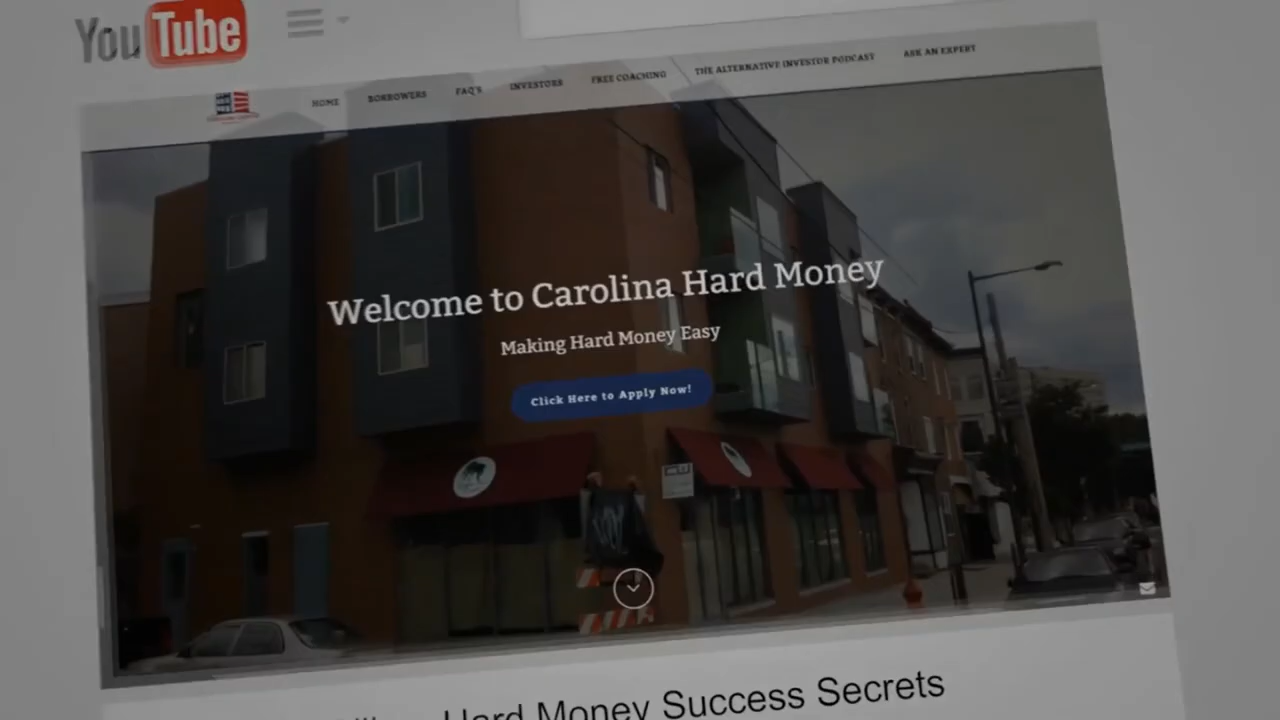 YouTube
HOME BORROWERS FAQ'S INVESTORS FREE COACHING THE ALTERNATIVE INVESTOR PODCAST ASK AN EXPERT
Welcome to Carolina Hard Money
Making Hard Money Easy
Click Here to Apply Now!
Hard Money Success Secrets